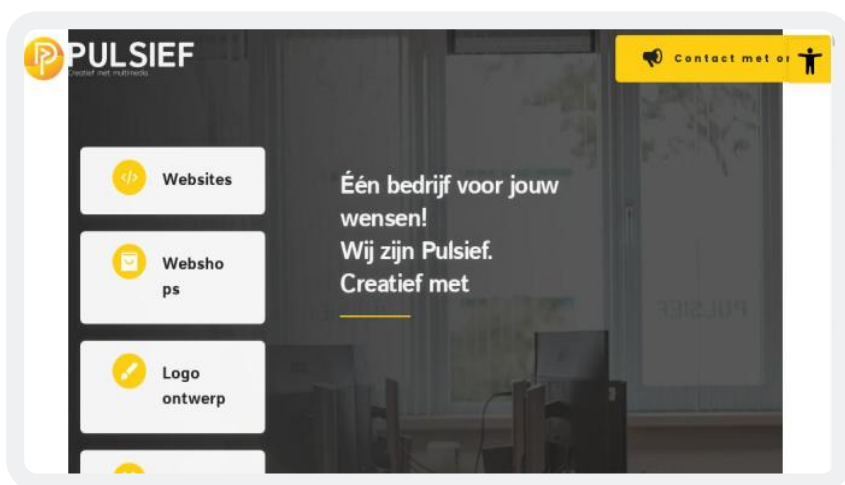 PULSIEF
Creatief met multimedia
Contact met on
Websites
Websho
ps
Logo
ontwerp
Één bedrijf voor jouw
wensen!
Wij zijn Pulsief.
Creatief met
PULSIEF